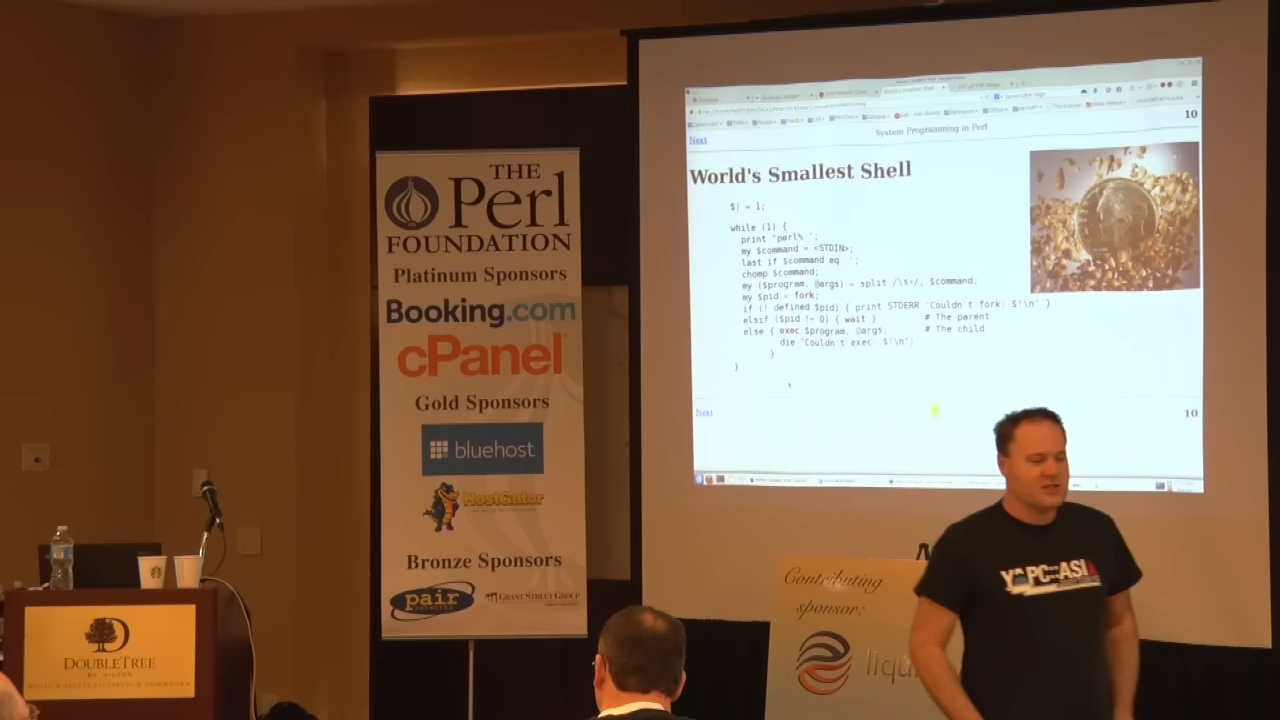 THE
Perl
FOUNDATION
Platinum Sponsors
Booking.com
cPanel
Gold Sponsors
bluehost
HostGator
Bronze Sponsors
pair
GRANT STREET GROUP
DOUBLETREE
BY HILTON
Next
System Programming in Perl
10
World's Smallest Shell
$| = 1;
while (1) {
print 'perl% ';
my $command = <STDIN>;
last if $command eq '';
chomp $command;
my ($program, @args) = split /\s+/, $command;
my $pid = fork;
if (! defined $pid) { print STDERR "Couldn't fork: $!\n" }
elsif ($pid != 0) { wait } # The parent
else { exec $program, @args; # The child
die "Couldn't exec: $!\n";
}
}
Next
10
Contributing
sponsor:
liqu
YAPC::ASIA